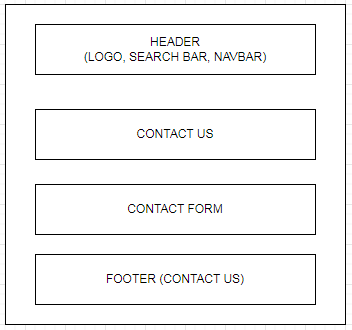 HEADER
(LOGO, SEARCH BAR, NAVBAR)
CONTACT US
CONTACT FORM
FOOTER (CONTACT US)